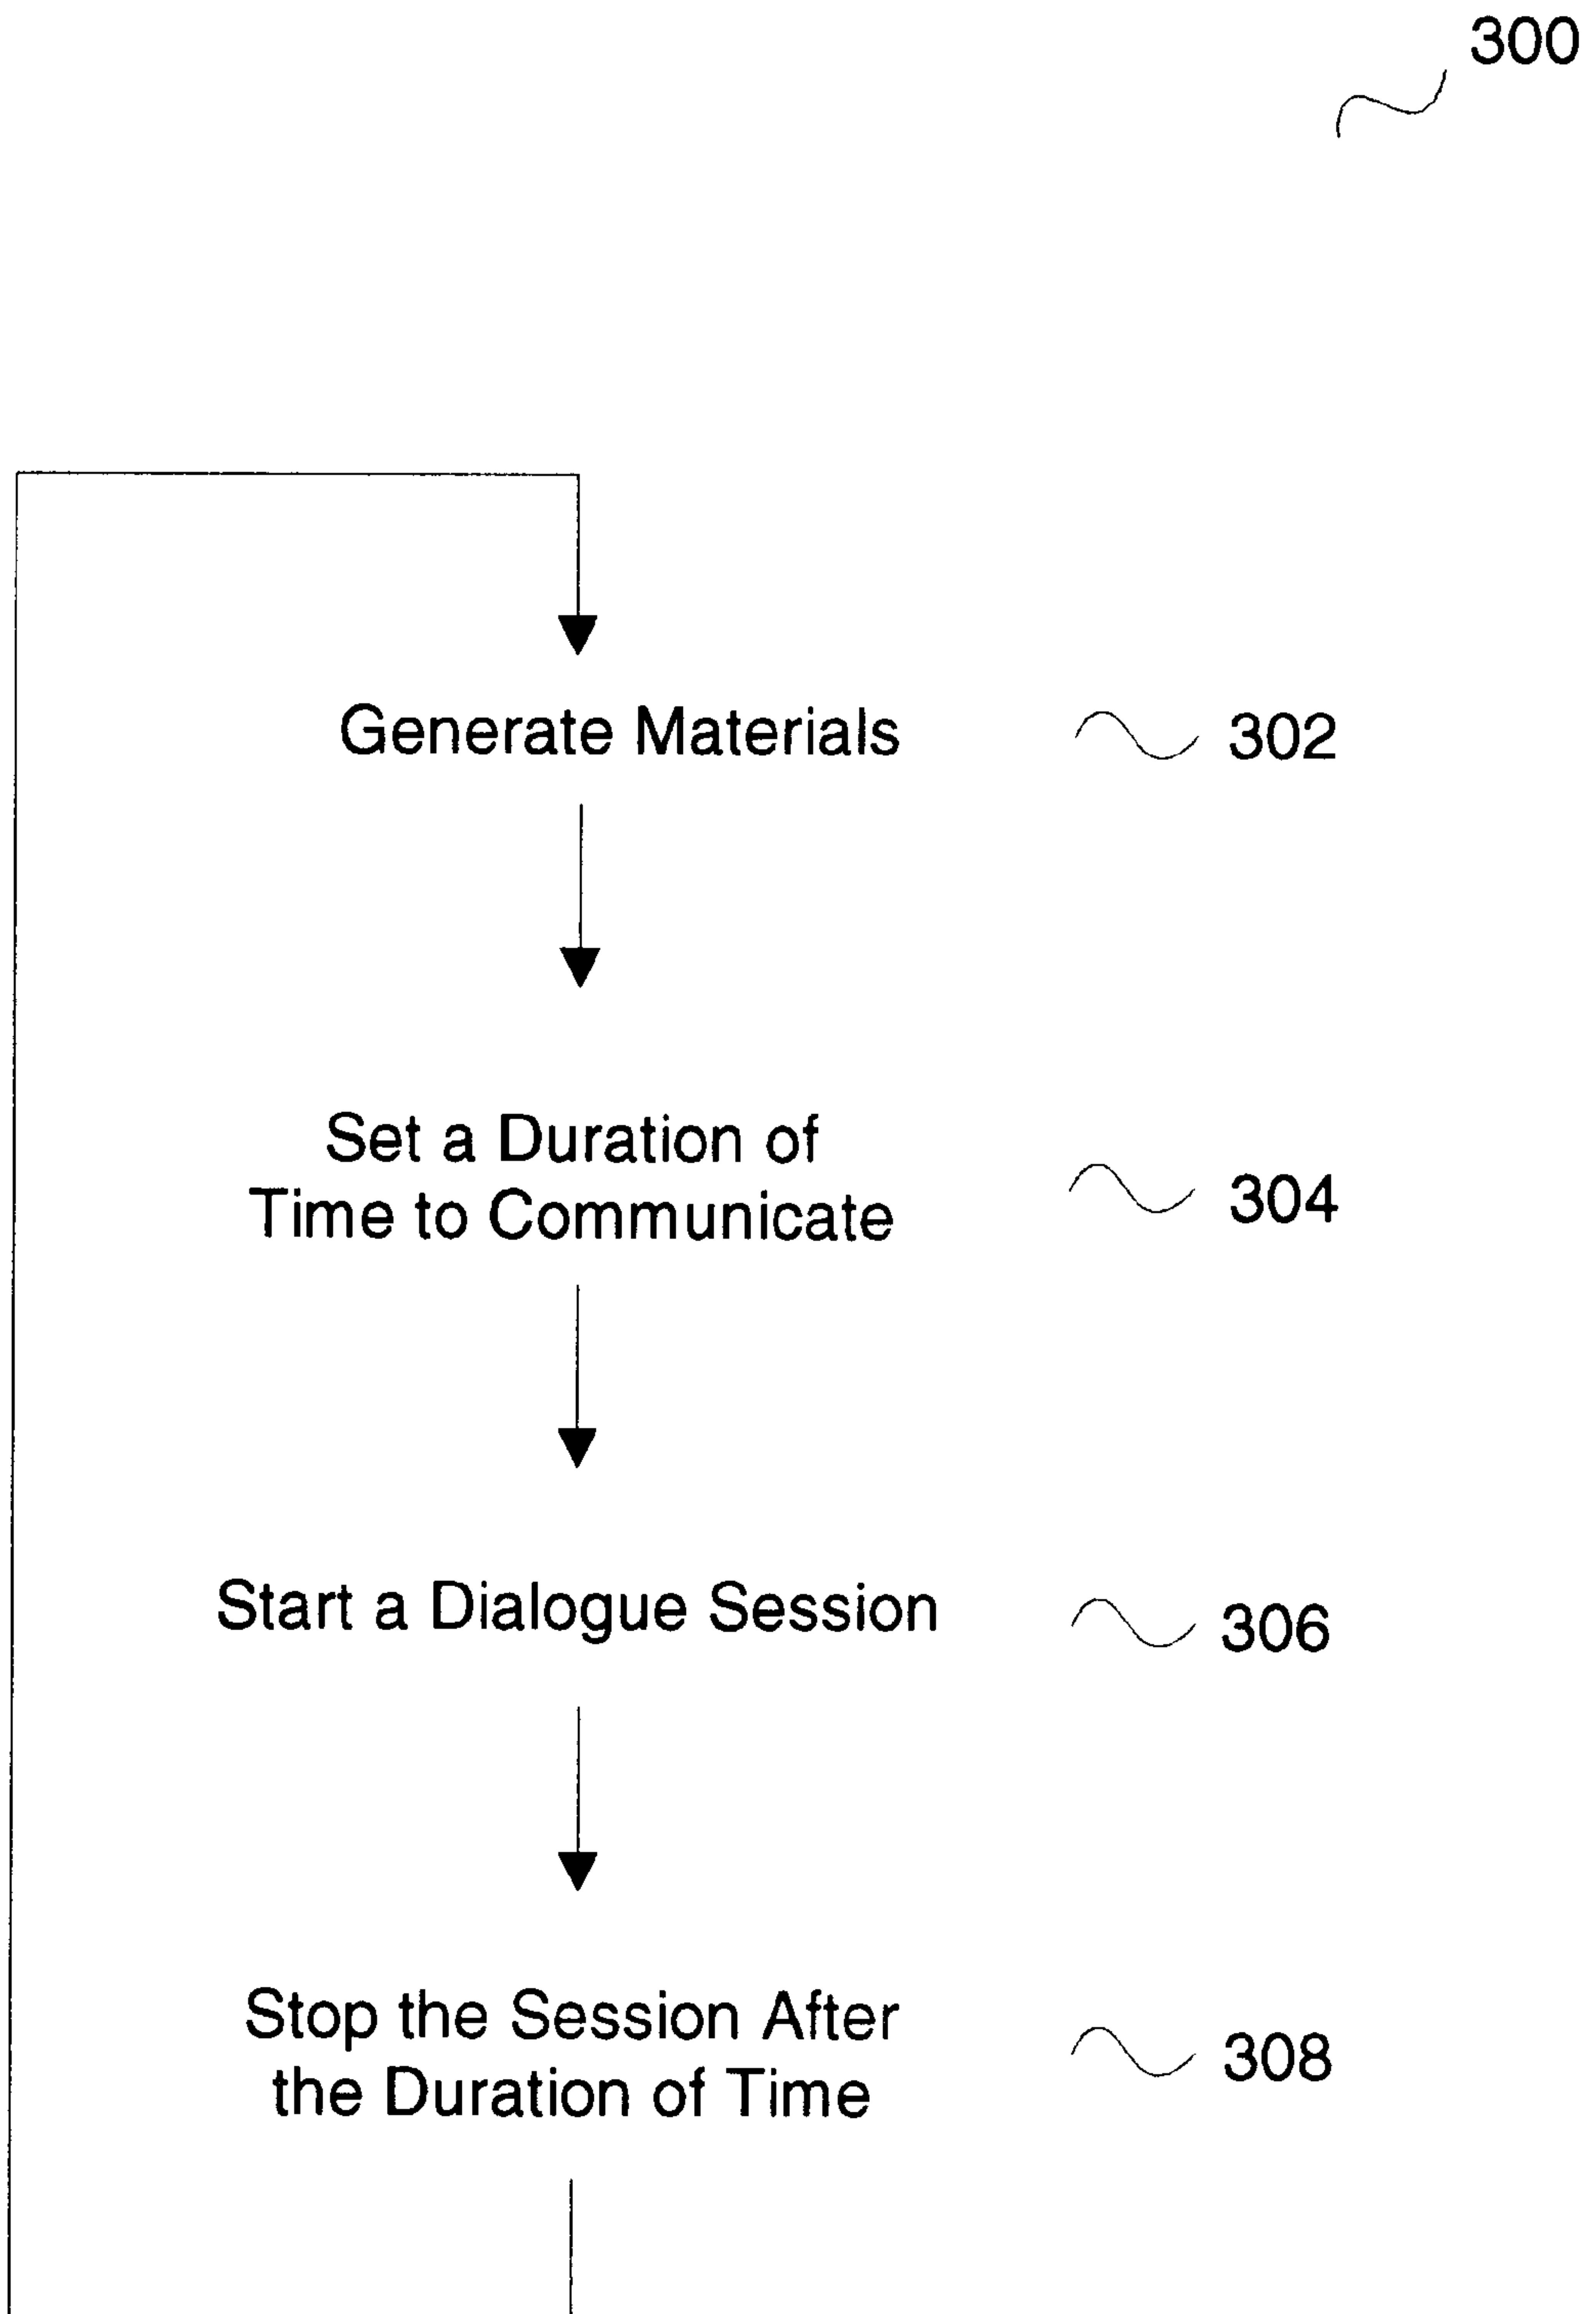 300
Generate Materials 302
Set a Duration of
Time to Communicate 304
Start a Dialogue Session 306
Stop the Session After
the Duration of Time 308